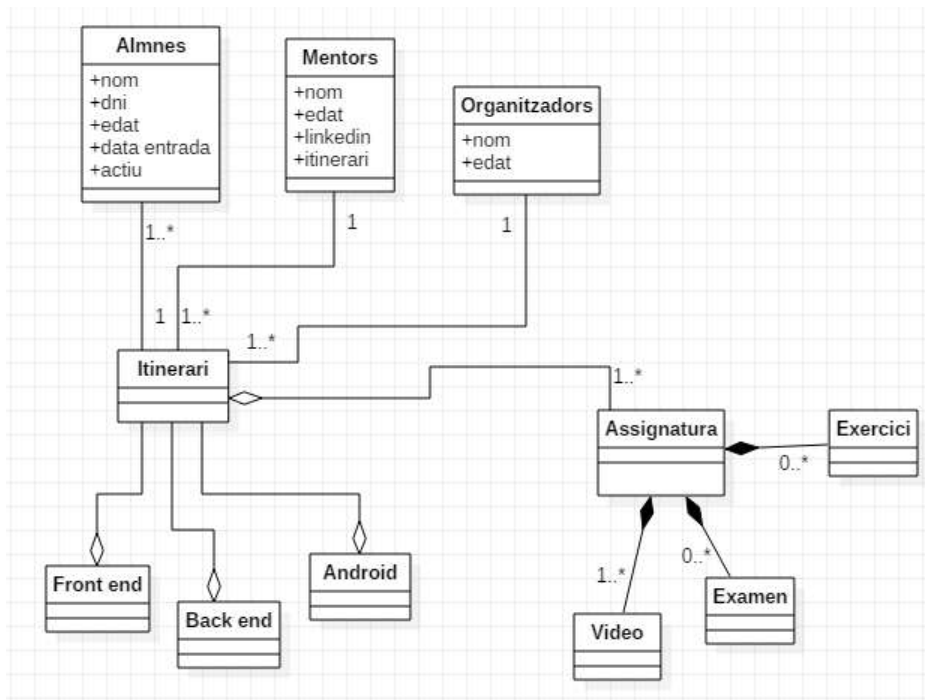 Almnes
+nom
+dni
+edat
+data entrada
+actiu
Mentors
+nom
+edat
+linkedin
+itinerari
Organitzadors
+nom
+edat
1..*
1
1
1
1..*
1..*
Itinerari
1..*
Assignatura
Exercici
0..*
Front end
Back end
Android
1..*
0..*
Video
Examen